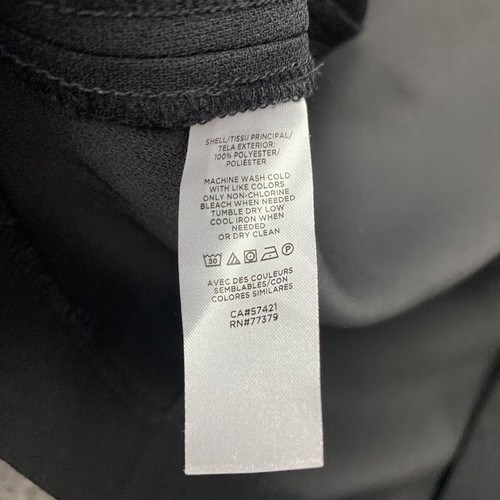 SHELL/TISSU PRINCIPAL/
TELA EXTERIOR:
100% POLYESTER/
POLIÉSTER
MACHINE WASH COLD
WITH LIKE COLORS
ONLY NON-CHLORINE
BLEACH WHEN NEEDED
TUMBLE DRY LOW
COOL IRON WHEN
NEEDED
OR DRY CLEAN
30 P
AVEC DES COULEURS
SEMBLABLES/CON
COLORES SIMILARES
CA#57421
RN#77379